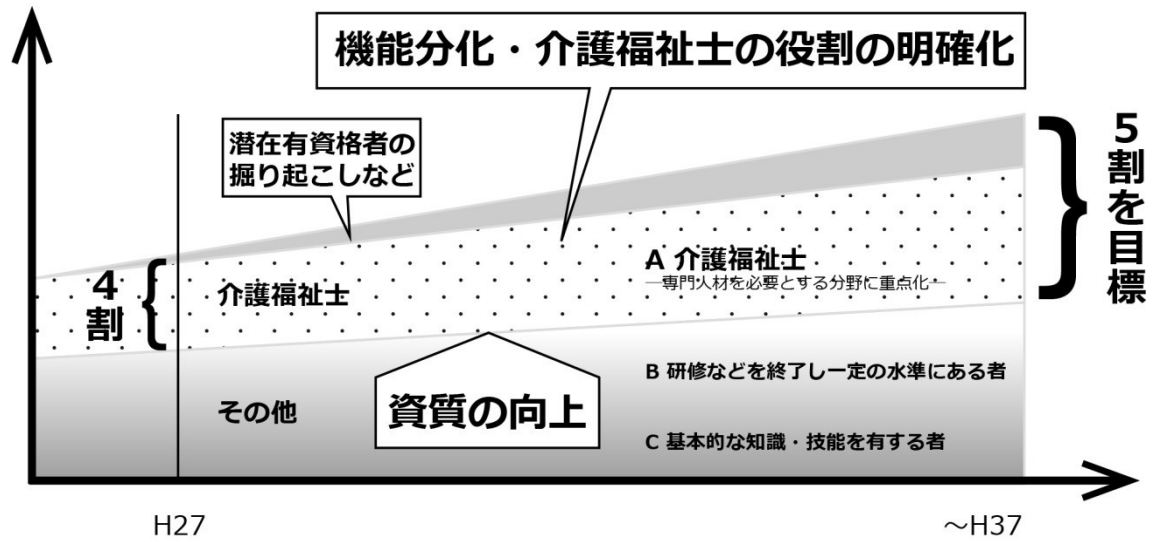 機能分化・介護福祉士の役割の明確化
潜在有資格者の
掘り起こしなど
5割を目標
4割
介護福祉士
A 介護福祉士
―専門人材を必要とする分野に重点化―
その他
資質の向上
B 研修などを終了し一定の水準にある者
C 基本的な知識・技能を有する者
H27
～H37